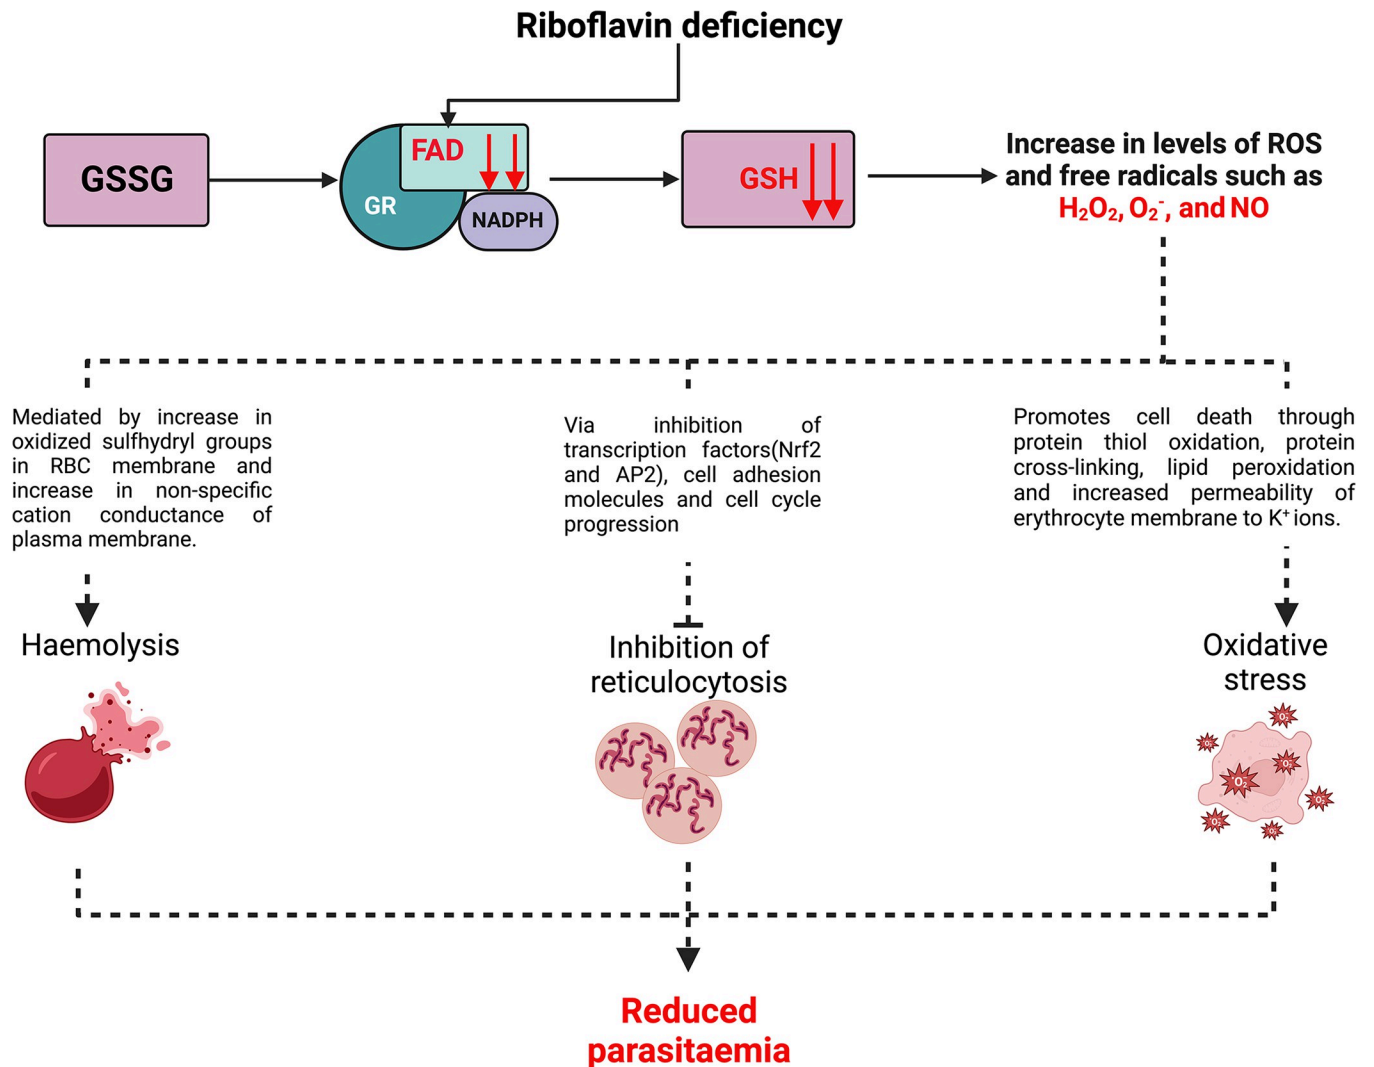 Riboflavin deficiency
GSSG
FAD
GR
NADPH
GSH
Increase in levels of ROS
and free radicals such as
H₂O₂, O₂⁻, and NO
Mediated by increase in
oxidized sulfhydryl groups
in RBC membrane and
increase in non-specific
cation conductance of
plasma membrane.
Via inhibition of
transcription factors(Nrf2
and AP2), cell adhesion
molecules and cell cycle
progression
Promotes cell death through
protein thiol oxidation, protein
cross-linking, lipid peroxidation
and increased permeability of
erythrocyte membrane to K⁺ ions.
Haemolysis
Inhibition of
reticulocytosis
Oxidative
stress
Reduced
parasitaemia